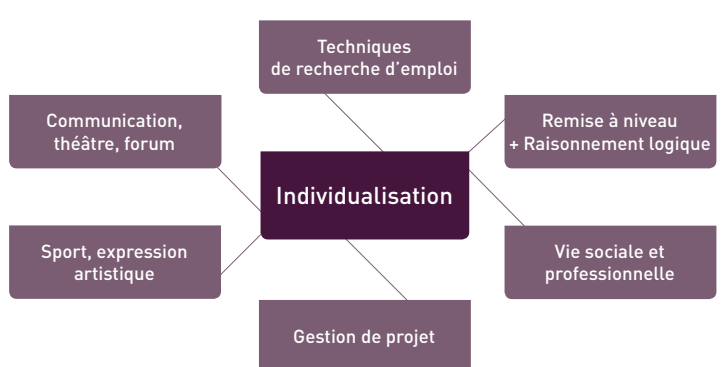 Techniques
de recherche d'emploi
Communication,
théâtre, forum
Remise à niveau
+ Raisonnement logique
Individualisation
Sport, expression
artistique
Vie sociale et
professionnelle
Gestion de projet